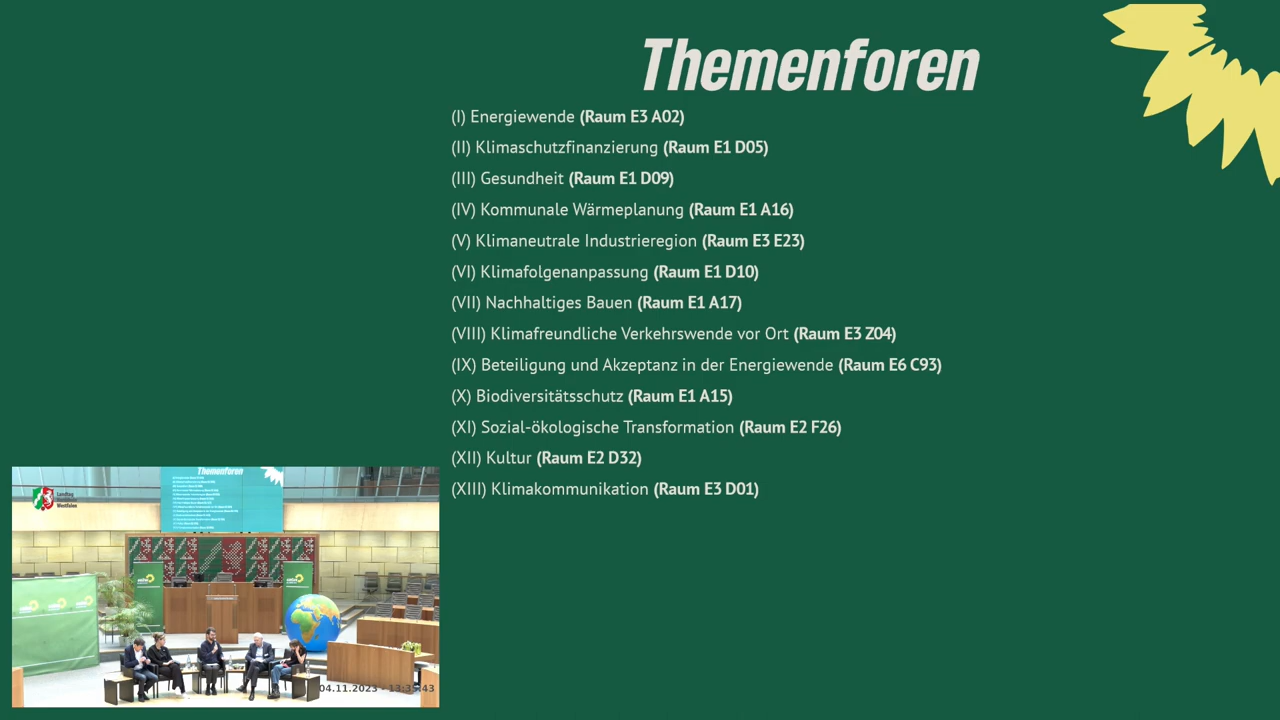 Themenforen
(I) Energiewende (Raum E3 A02)
(II) Klimaschutzfinanzierung (Raum E1 D05)
(III) Gesundheit (Raum E1 D09)
(IV) Kommunale Wärmeplanung (Raum E1 A16)
(V) Klimaneutrale Industrieregion (Raum E3 E23)
(VI) Klimafolgenanpassung (Raum E1 D10)
(VII) Nachhaltiges Bauen (Raum E1 A17)
(VIII) Klimafreundliche Verkehrswende vor Ort (Raum E3 Z04)
(IX) Beteiligung und Akzeptanz in der Energiewende (Raum E6 C93)
(X) Biodiversitätsschutz (Raum E1 A15)
(XI) Sozial-ökologische Transformation (Raum E2 F26)
(XII) Kultur (Raum E2 D32)
(XIII) Klimakommunikation (Raum E3 D01)
Themenforen
Landtag
Westfalen
04.11.2023